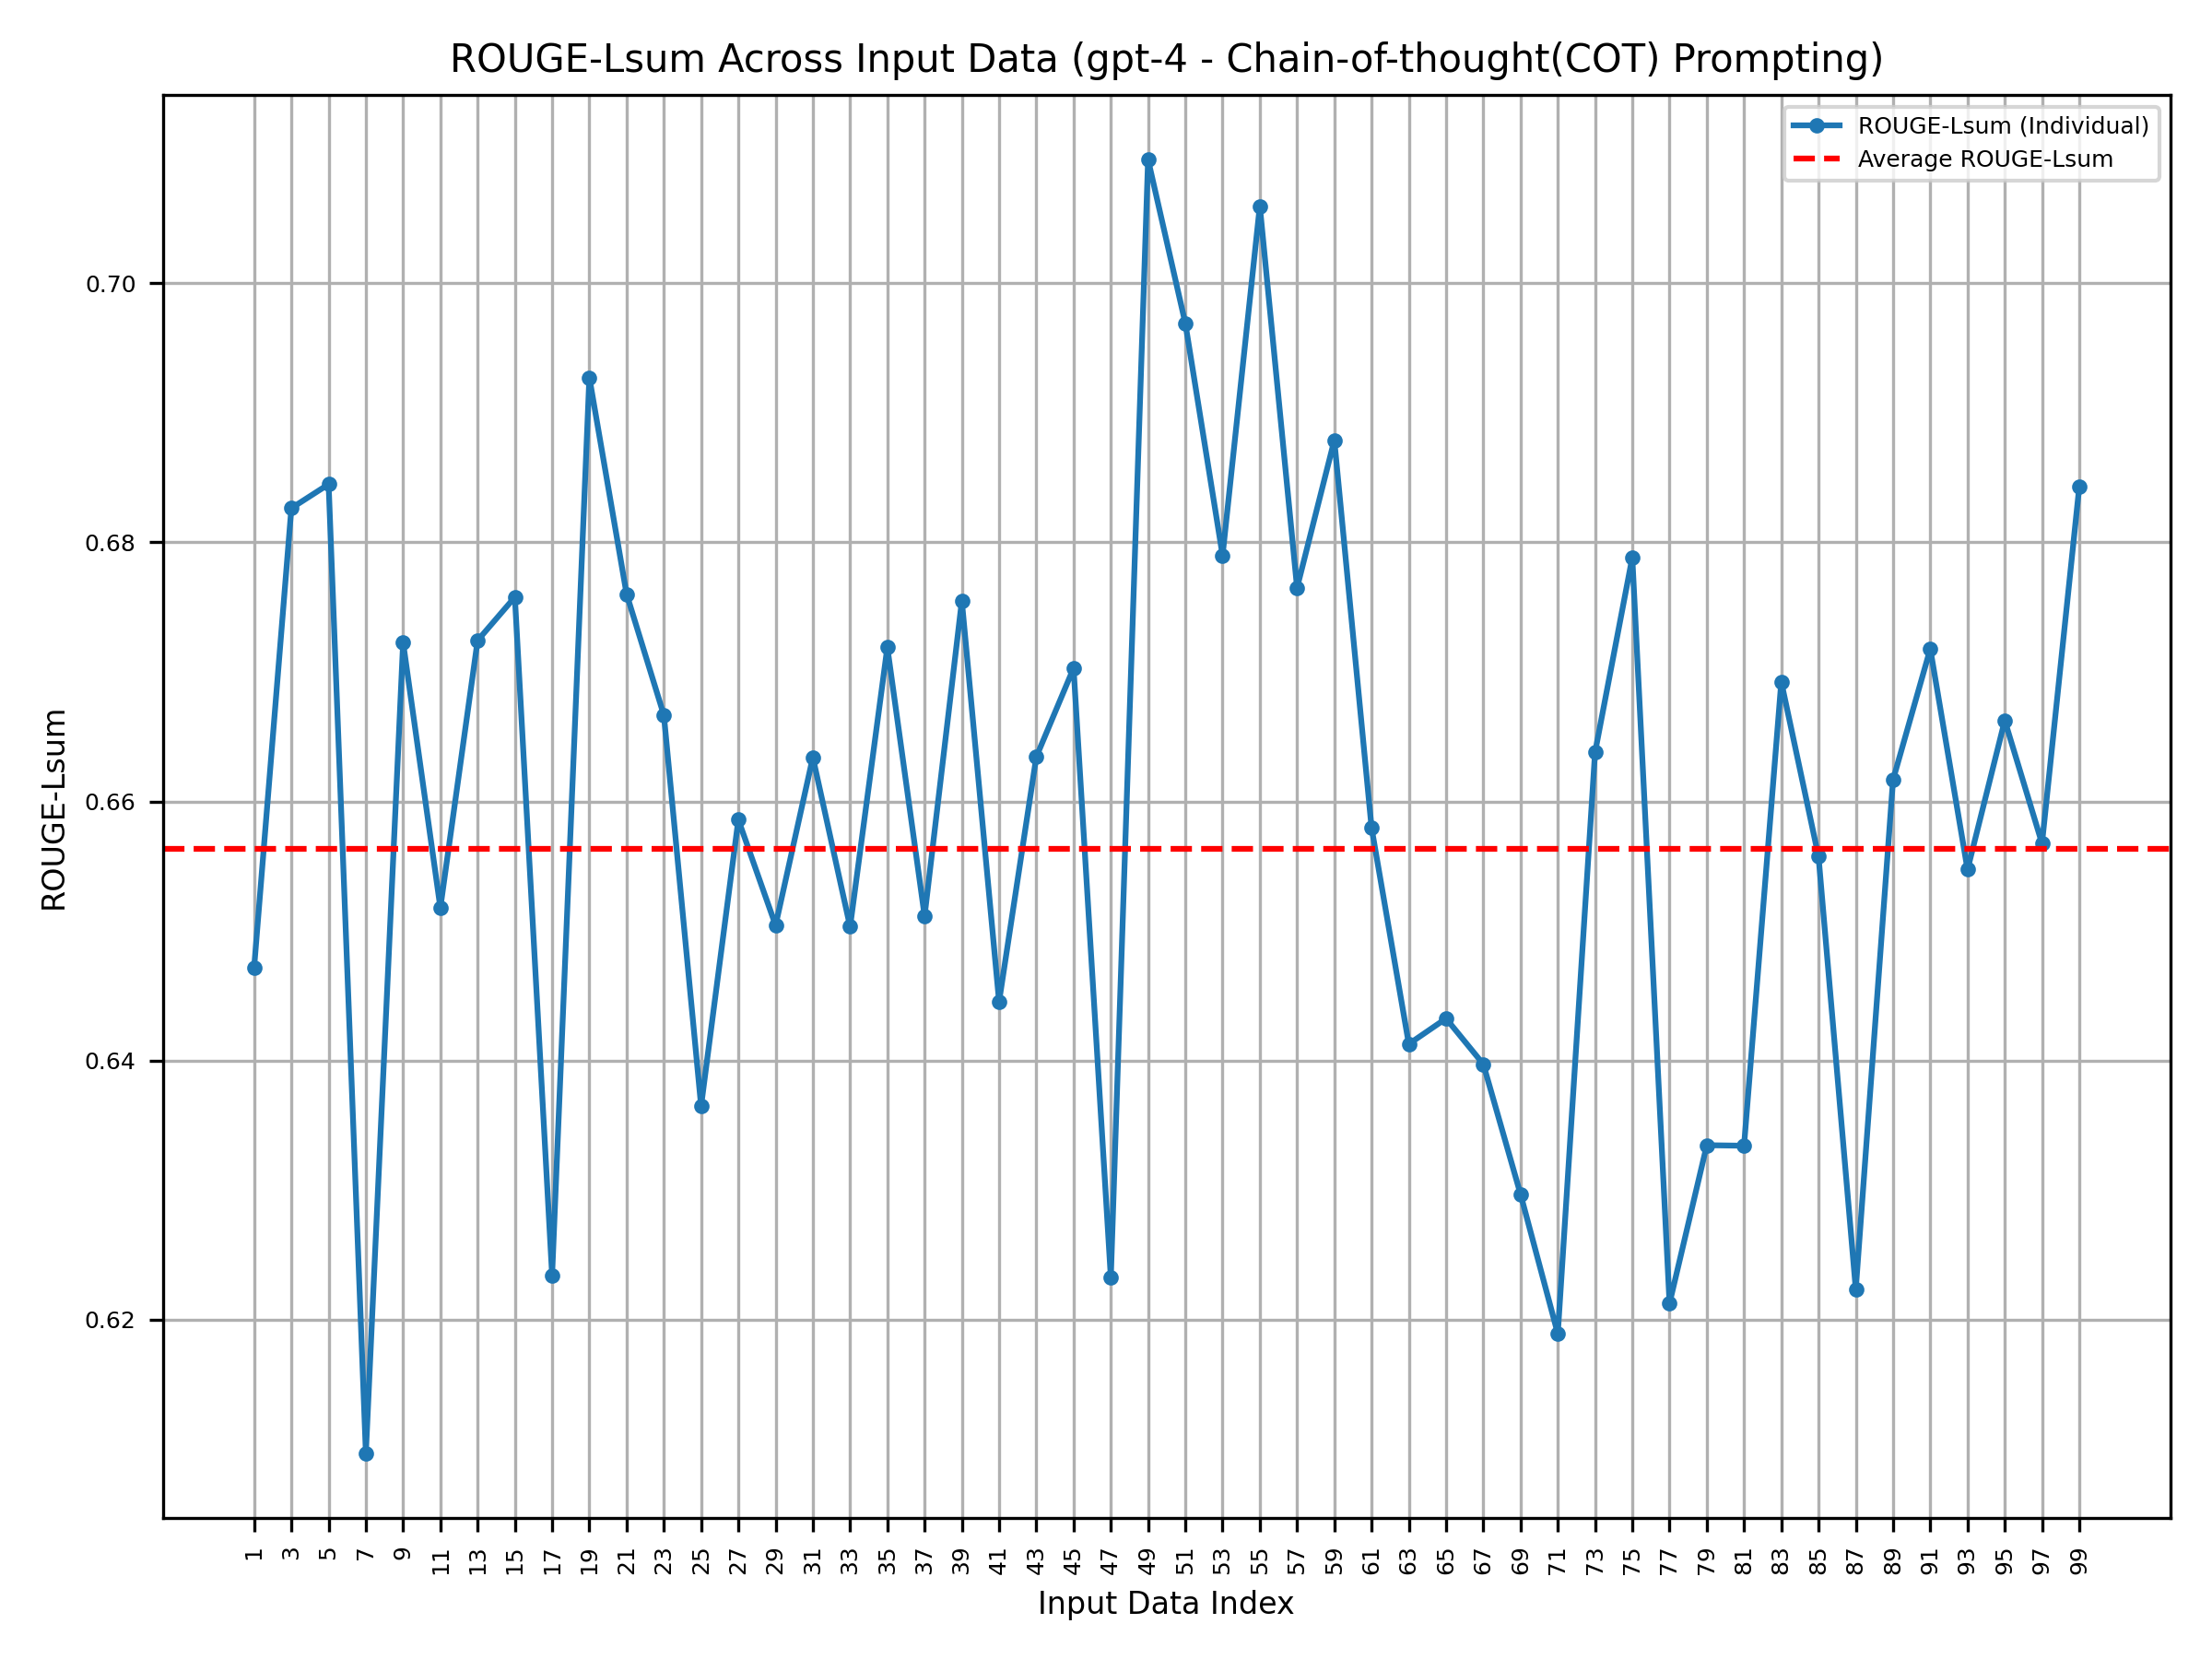 ROUGE-Lsum Across Input Data (gpt-4 - Chain-of-thought(COT) Prompting)
ROUGE-Lsum (Individual)
Average ROUGE-Lsum
ROUGE-Lsum
0.70
0.68
0.66
0.64
0.62
1 3 5 7 9 11 13 15 17 19 21 23 25 27 29 31 33 35 37 39 41 43 45 47 49 51 53 55 57 59 61 63 65 67 69 71 73 75 77 79 81 83 85 87 89 91 93 95 97 99
Input Data Index